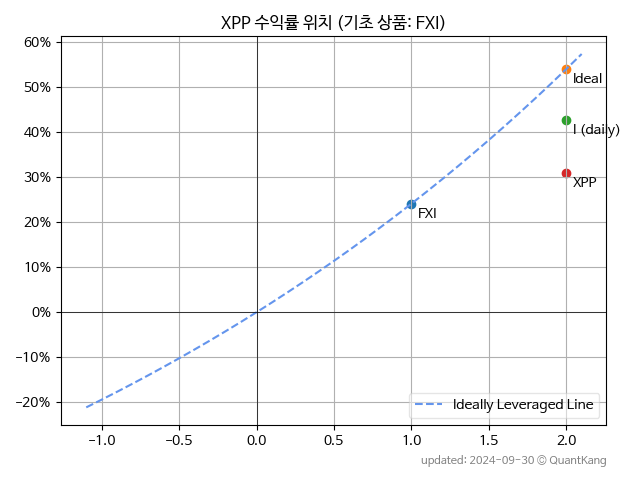 XPP 수익률 위치 (기초 상품: FXI)
60%
50%
40%
30%
20%
10%
0%
−10%
−20%
Ideal
I (daily)
XPP
FXI
Ideally Leveraged Line
−1.0 −0.5 0.0 0.5 1.0 1.5 2.0
updated: 2024-09-30 © QuantKang